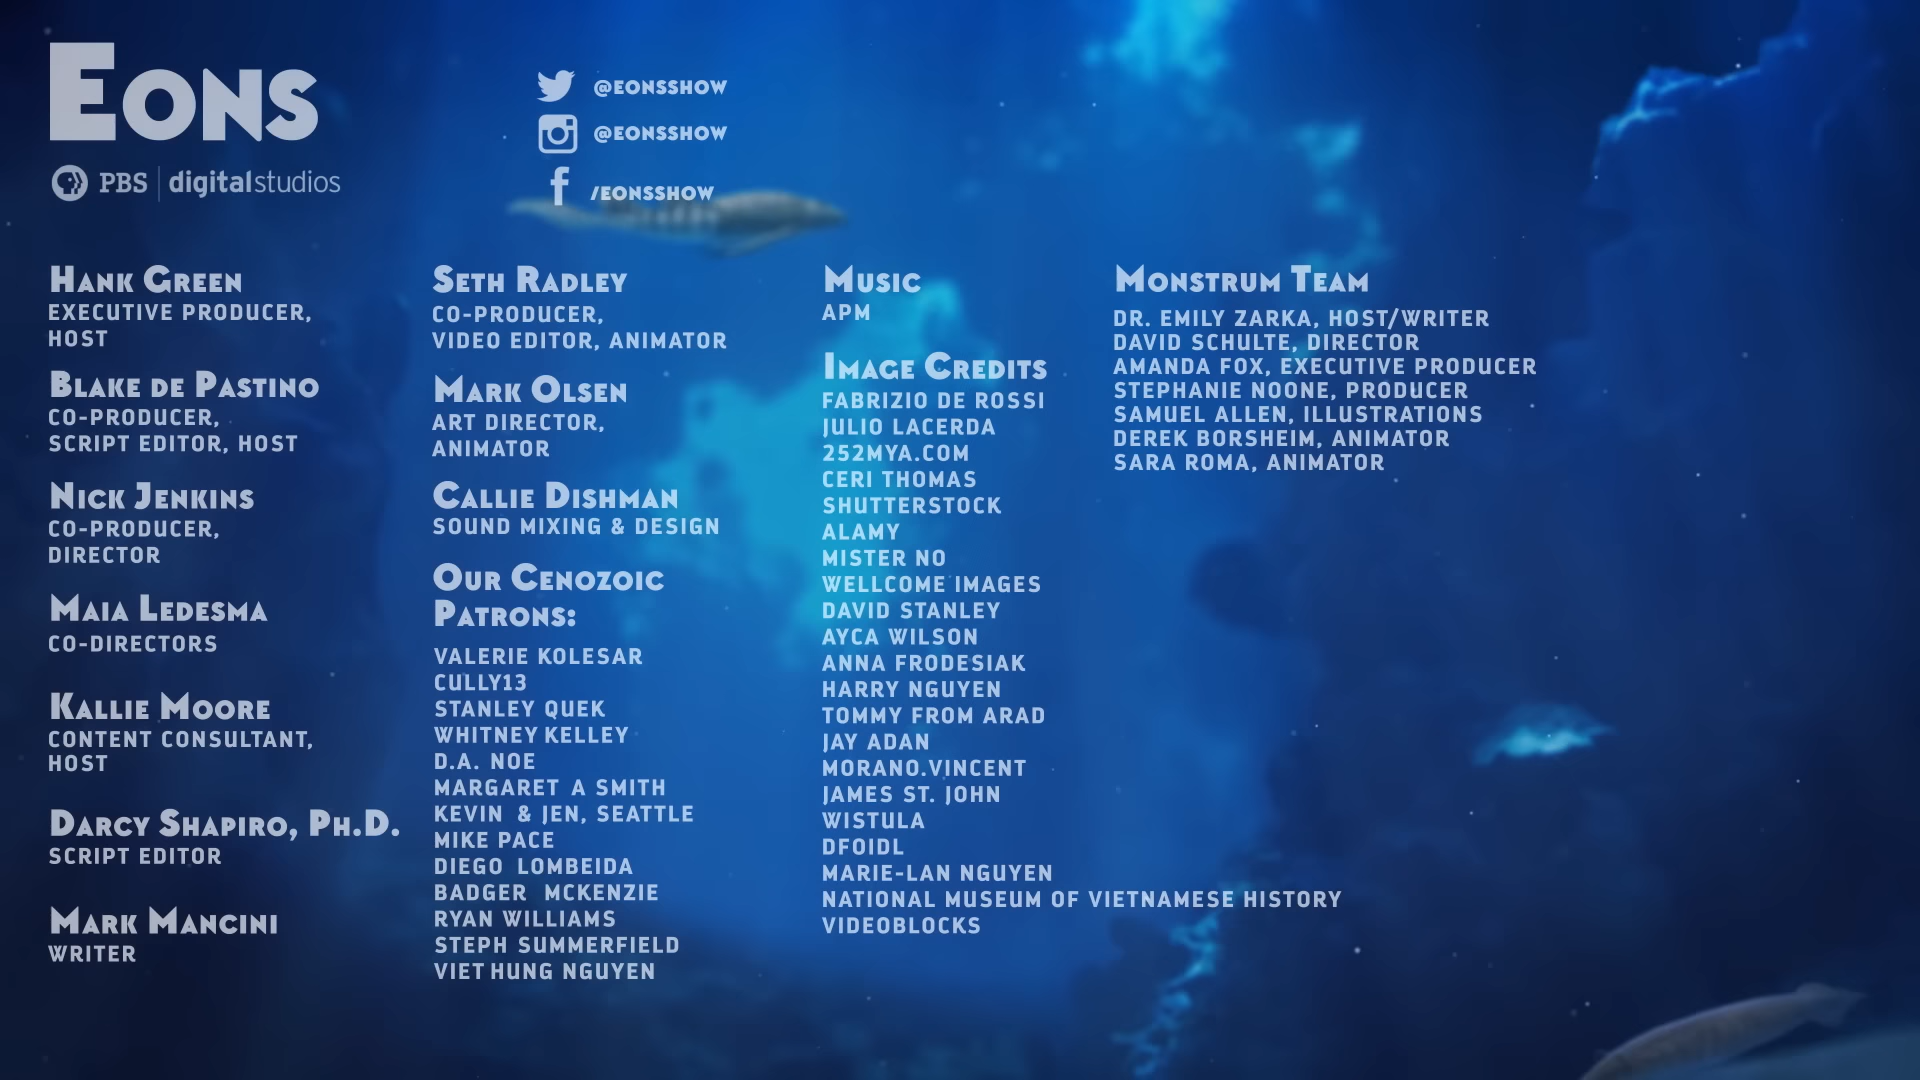 Eons
PBS digitalstudios
@EONSSHOW
@EONSSHOW
/EONSSHOW
Hank Green
EXECUTIVE PRODUCER,
HOST
Blake de Pastino
CO-PRODUCER,
SCRIPT EDITOR, HOST
Nick Jenkins
CO-PRODUCER,
DIRECTOR
Maia Ledesma
CO-DIRECTORS
Kallie Moore
CONTENT CONSULTANT,
HOST
Darcy Shapiro, Ph.D.
SCRIPT EDITOR
Mark Mancini
WRITER
Seth Radley
CO-PRODUCER,
VIDEO EDITOR, ANIMATOR
Mark Olsen
ART DIRECTOR,
ANIMATOR
Callie Dishman
SOUND MIXING & DESIGN
Our Cenozoic
Patrons:
VALERIE KOLESAR
CULLY13
STANLEY QUEK
WHITNEY KELLEY
D.A. NOE
MARGARET A SMITH
KEVIN & JEN, SEATTLE
MIKE PACE
DIEGO LOMBEIDA
BADGER MCKENZIE
RYAN WILLIAMS
STEPH SUMMERFIELD
VIET HUNG NGUYEN
Music
APM
Image Credits
FABRIZIO DE ROSSI
JULIO LACERDA
252MYA.COM
CERI THOMAS
SHUTTERSTOCK
ALAMY
MISTER NO
WELLCOME IMAGES
DAVID STANLEY
AYCA WILSON
ANNA FRODESIAK
HARRY NGUYEN
TOMMY FROM ARAD
JAY ADAN
MORANO.VINCENT
JAMES ST. JOHN
WISTULA
DFOIDL
MARIE-LAN NGUYEN
NATIONAL MUSEUM OF VIETNAMESE HISTORY
VIDEOBLOCKS
Monstrum Team
DR. EMILY ZARKA, HOST/WRITER
DAVID SCHULTE, DIRECTOR
AMANDA FOX, EXECUTIVE PRODUCER
STEPHANIE NOONE, PRODUCER
SAMUEL ALLEN, ILLUSTRATIONS
DEREK BORSHEIM, ANIMATOR
SARA ROMA, ANIMATOR